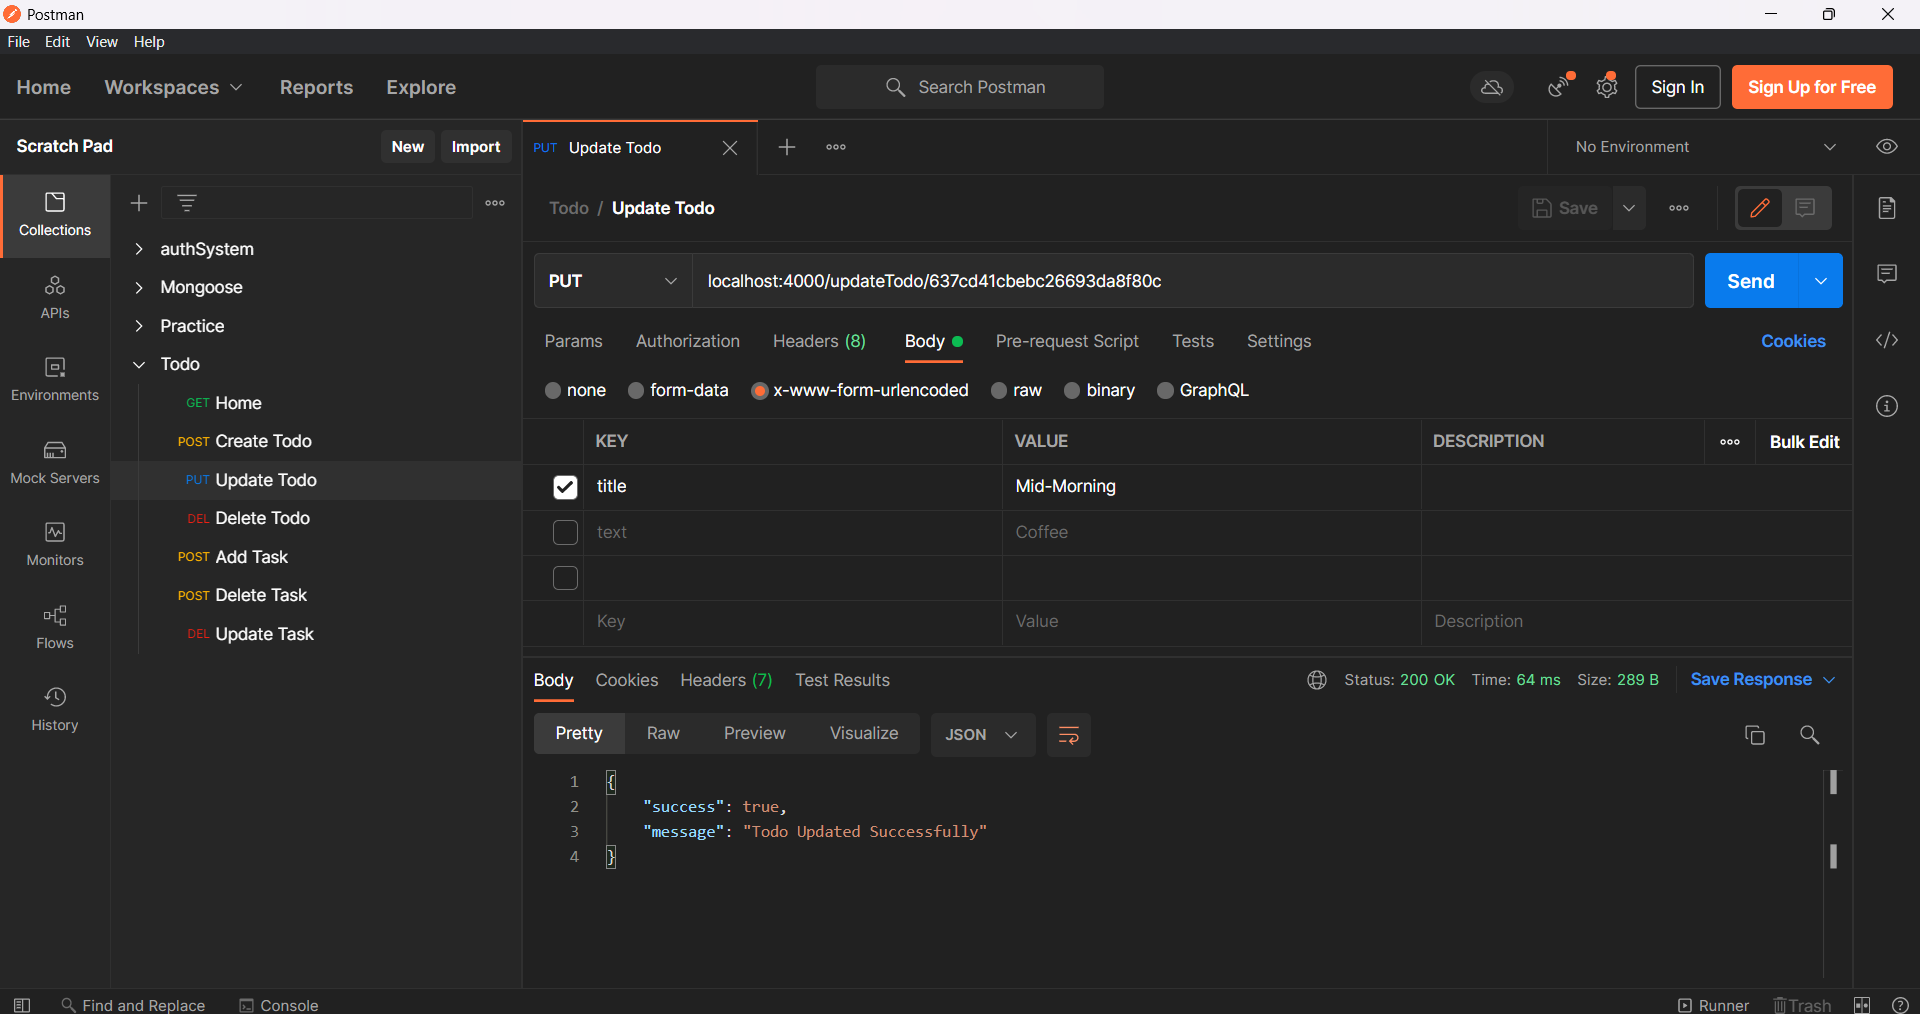 Postman
File Edit View Help
Home Workspaces Reports Explore
Search Postman
Sign In
Sign Up for Free
Scratch Pad
New
Import
PUT Update Todo
No Environment
Collections
APIs
Environments
Mock Servers
Monitors
Flows
History
authSystem
Mongoose
Practice
Todo
GET Home
POST Create Todo
PUT Update Todo
DEL Delete Todo
POST Add Task
POST Delete Task
DEL Update Task
Todo / Update Todo
Save
PUT
localhost:4000/updateTodo/637cd41cbebc26693da8f80c
Send
Params Authorization Headers (8) Body Pre-request Script Tests Settings
Cookies
none form-data x-www-form-urlencoded raw binary GraphQL
KEY VALUE DESCRIPTION
Bulk Edit
title Mid-Morning
text Coffee
Key Value Description
Body Cookies Headers (7) Test Results
Status: 200 OK Time: 64 ms Size: 289 B
Save Response
Pretty Raw Preview Visualize
JSON
1 {
2 "success": true,
3 "message": "Todo Updated Successfully"
4 }
Find and Replace
Console
Runner
Trash